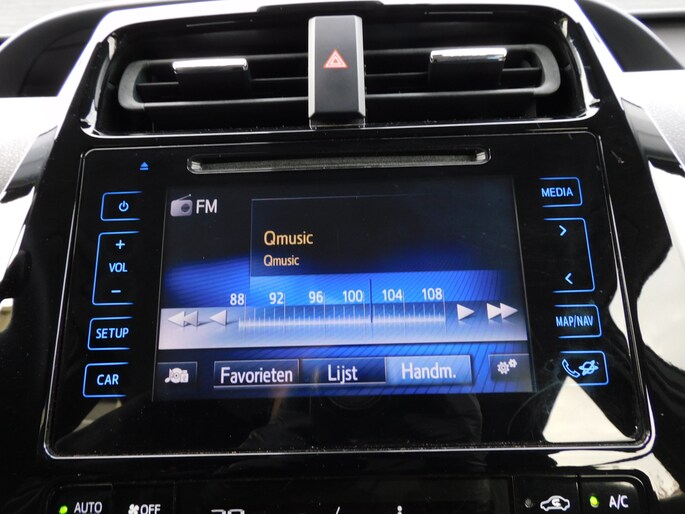 MEDIA
FM
+
VOL
−
Qmusic
Qmusic
88 92 96 100 104 108
SETUP
MAP/NAV
CAR
Favorieten Lijst Handm.
AUTO OFF A/C